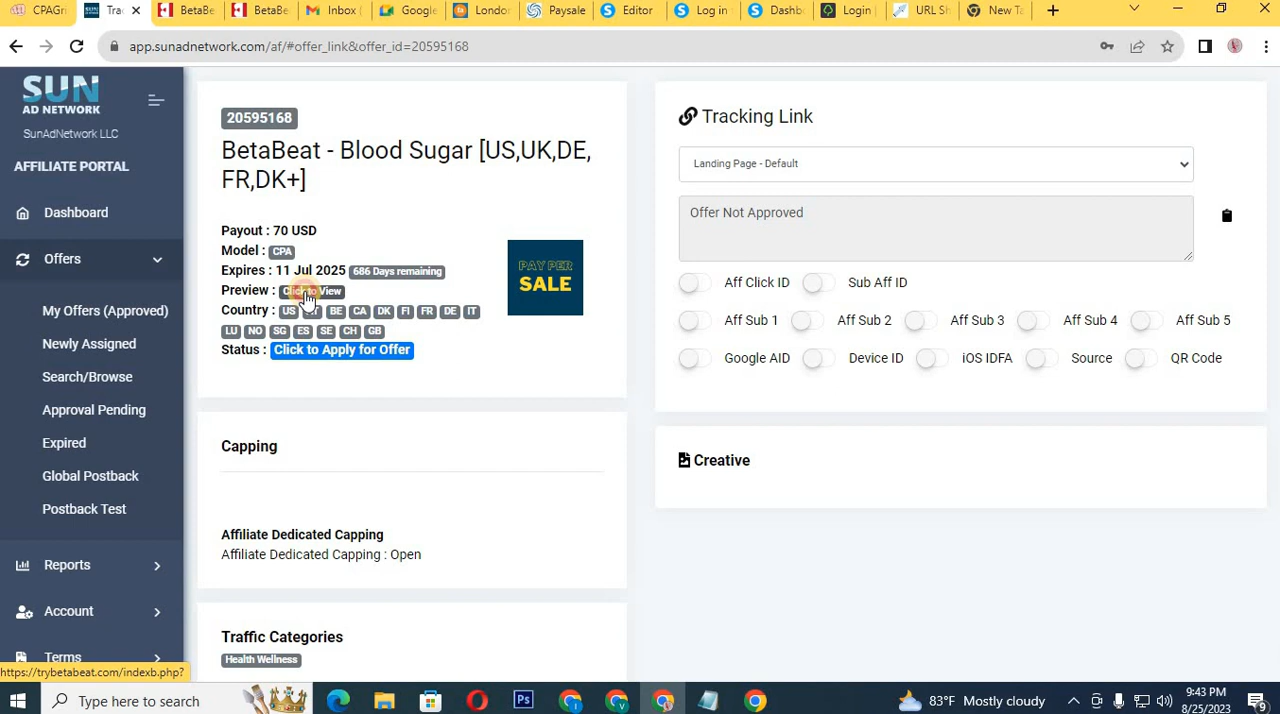 CPAGri
Trac
BetaBe
BetaBe
Inbox (
Google
Londor
Paysale
Editor
Log in
Dashb
Login
URL Sh
New Ta
app.sunadnetwork.com/af/#offer_link&offer_id=20595168
SUN
AD NETWORK
SunAdNetwork LLC
AFFILIATE PORTAL
Dashboard
Offers
My Offers (Approved)
Newly Assigned
Search/Browse
Approval Pending
Expired
Global Postback
Postback Test
Reports
Account
Terms
20595168
BetaBeat - Blood Sugar [US,UK,DE,
FR,DK+]
Payout : 70 USD
Model : CPA
Expires : 11 Jul 2025 686 Days remaining
Preview : Click to View
Country : US BE CA DK FI FR DE IT
LU NO SG ES SE CH GB
Status : Click to Apply for Offer
PAY PER
SALE
Capping
Affiliate Dedicated Capping
Affiliate Dedicated Capping : Open
Traffic Categories
Health Wellness
Tracking Link
Landing Page - Default
Offer Not Approved
Aff Click ID Sub Aff ID
Aff Sub 1 Aff Sub 2 Aff Sub 3 Aff Sub 4 Aff Sub 5
Google AID Device ID iOS IDFA Source QR Code
Creative
https://trybetabeat.com/indexb.php?
Type here to search
Ps
83°F Mostly cloudy
9:43 PM
8/25/2023
9